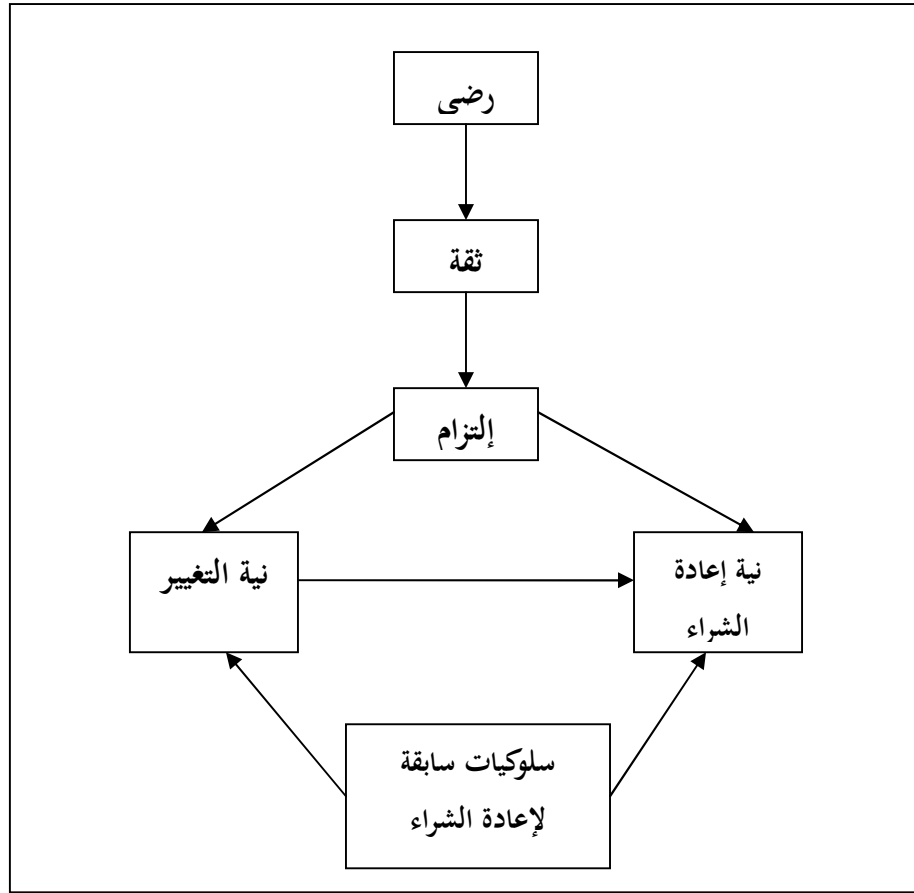 رضى
ثقة
إلتزام
نية التغيير
نية إعادة
الشراء
سلوكيات سابقة
لإعادة الشراء